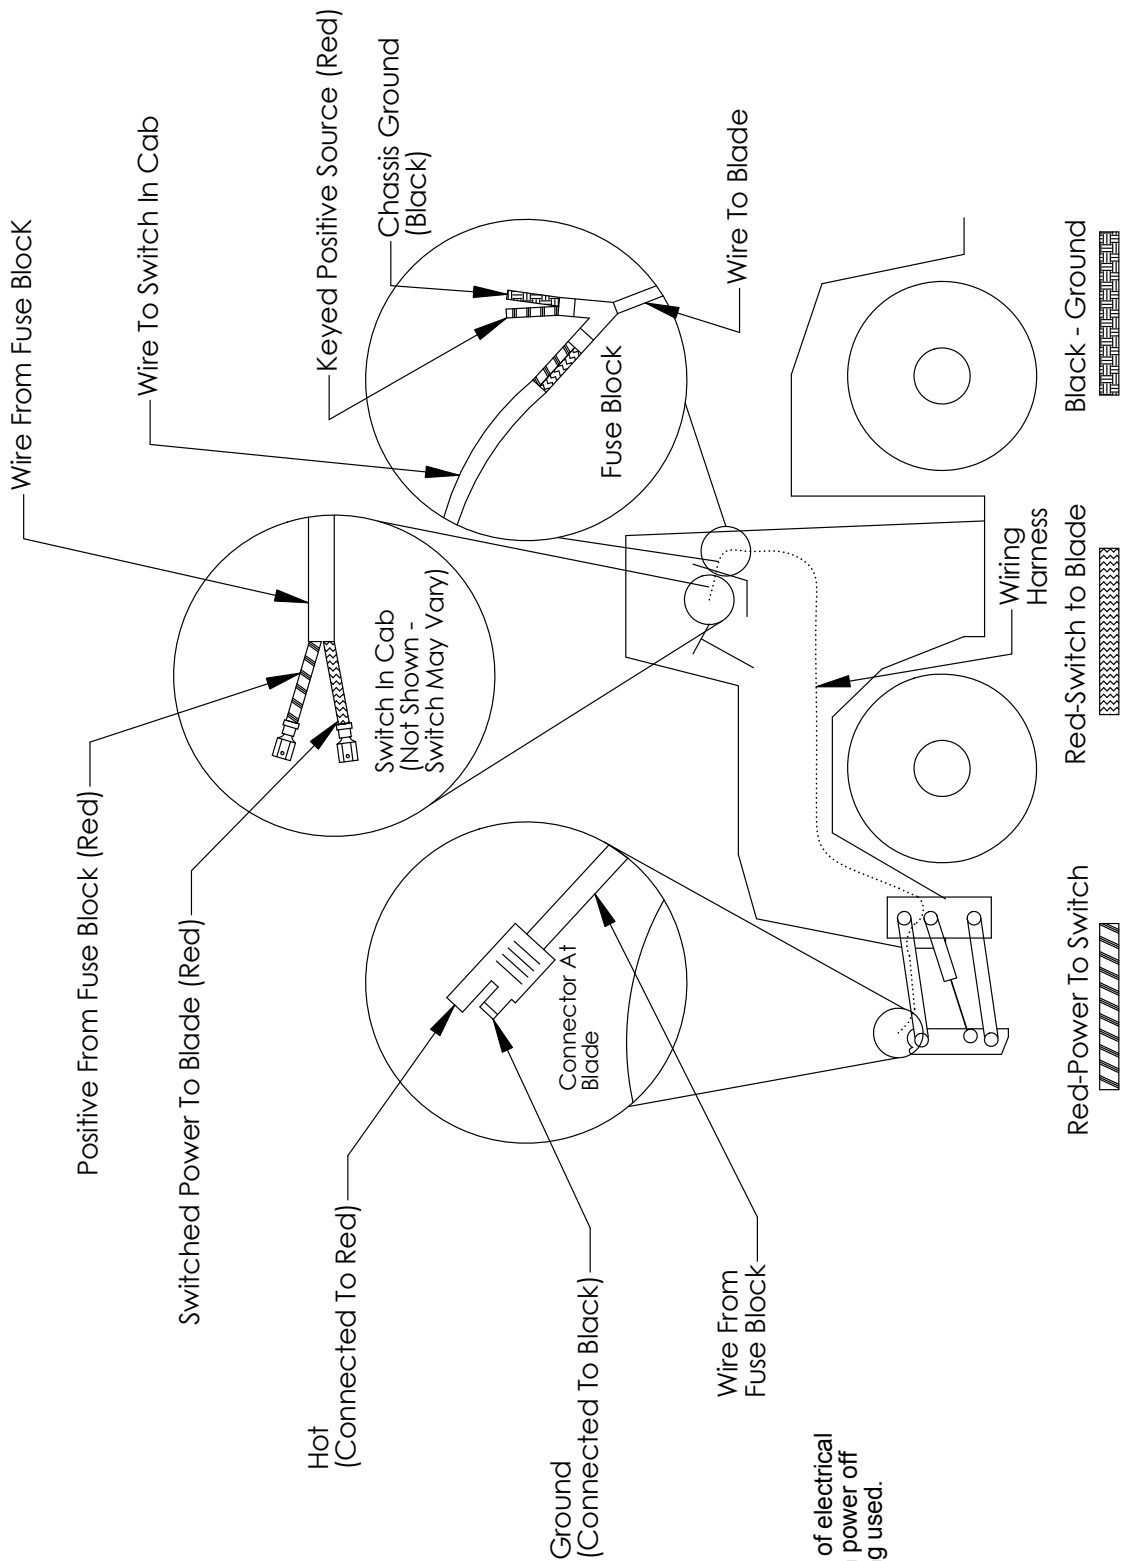 Wire From Fuse BlocK
Wire To Switch In Cab
Keyed Positive Source (Red)
Chassis Ground
(Black)
Positive From Fuse Block (Red)
Switched Power To Blade (Red)
Switch In Cab
(Not Shown -
Switch May Vary)
Fuse Block
Wire To Blade
Hot
(Connected To Red)
Ground
(Connected To Black)
Connector At
Blade
Wire From
Fuse Block
Wiring
Harness
Red-Power To Switch
Red-Switch to Blade
Black - Ground
of electrical
power off
used.